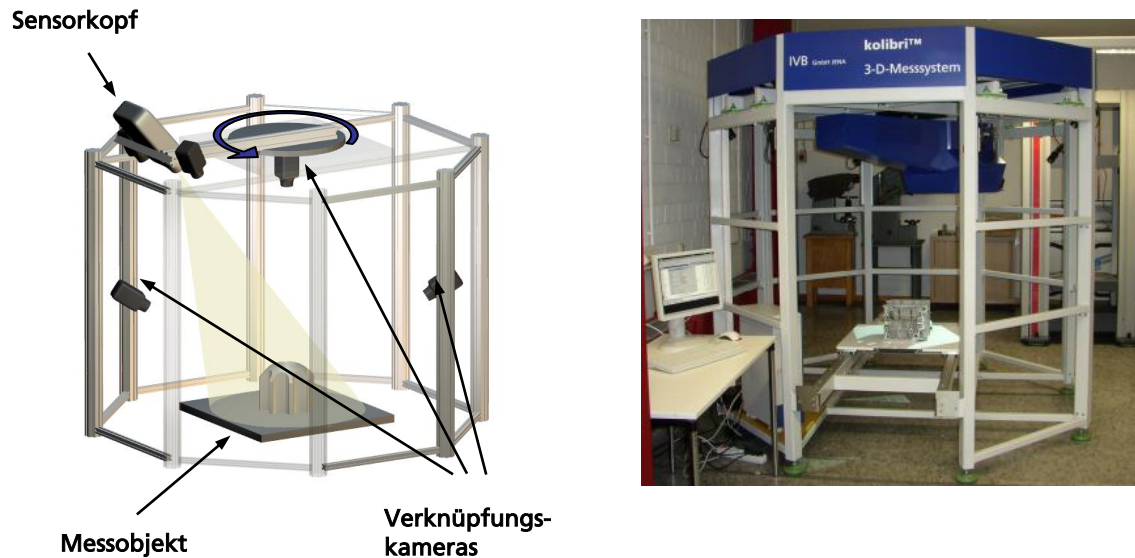 Sensorkopf
Messobjekt
Verknüpfungs-
kameras
kolibri™
IVB GmbH JENA
3-D-Messsystem